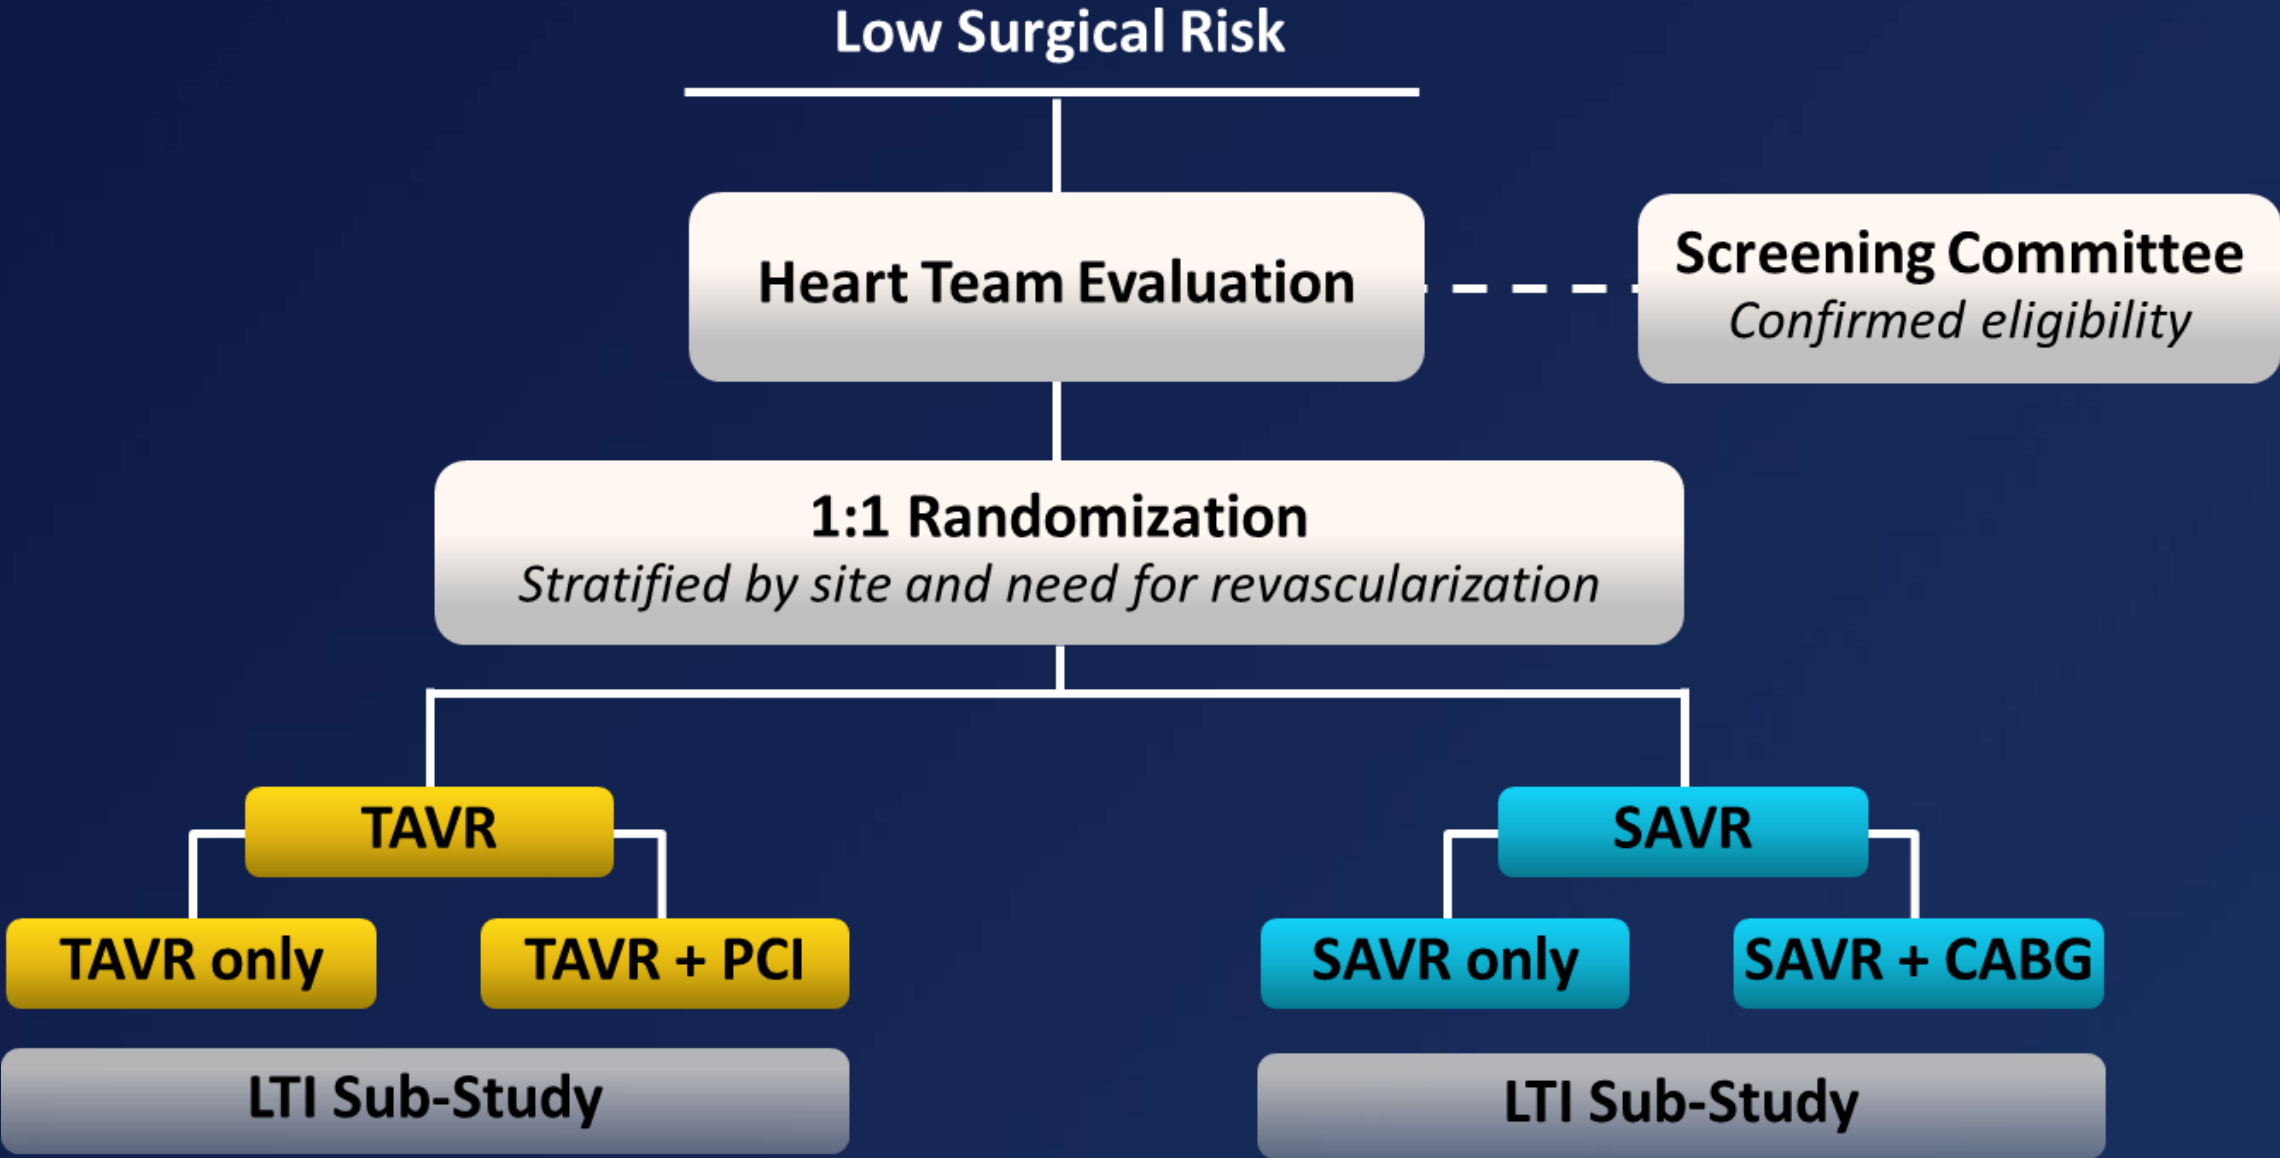 Low Surgical Risk
Heart Team Evaluation
Screening Committee
Confirmed eligibility
1:1 Randomization
Stratified by site and need for revascularization
TAVR
SAVR
TAVR only
TAVR + PCI
SAVR only
SAVR + CABG
LTI Sub-Study
LTI Sub-Study